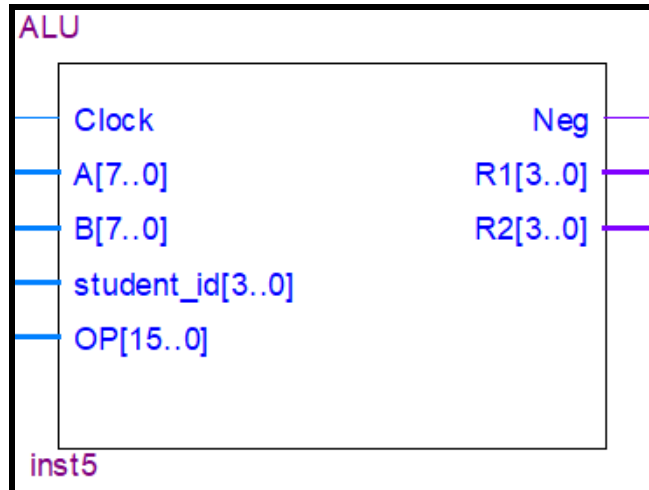 ALU
Clock Neg
A[7..0] R1[3..0]
B[7..0] R2[3..0]
student_id[3..0]
OP[15..0]
inst5